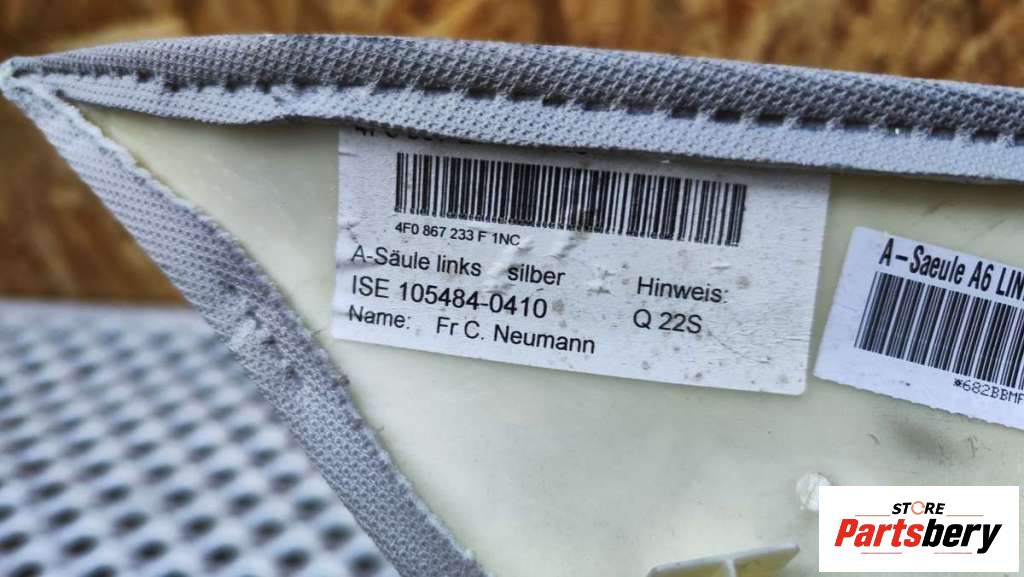 4F0 867 233 F 1NC
A-Säule links silber
Hinweis:
ISE 105484-0410
Q 22S
Name: Fr C. Neumann
A-Saeule A6
*682BBMF
STORE
Partsbery